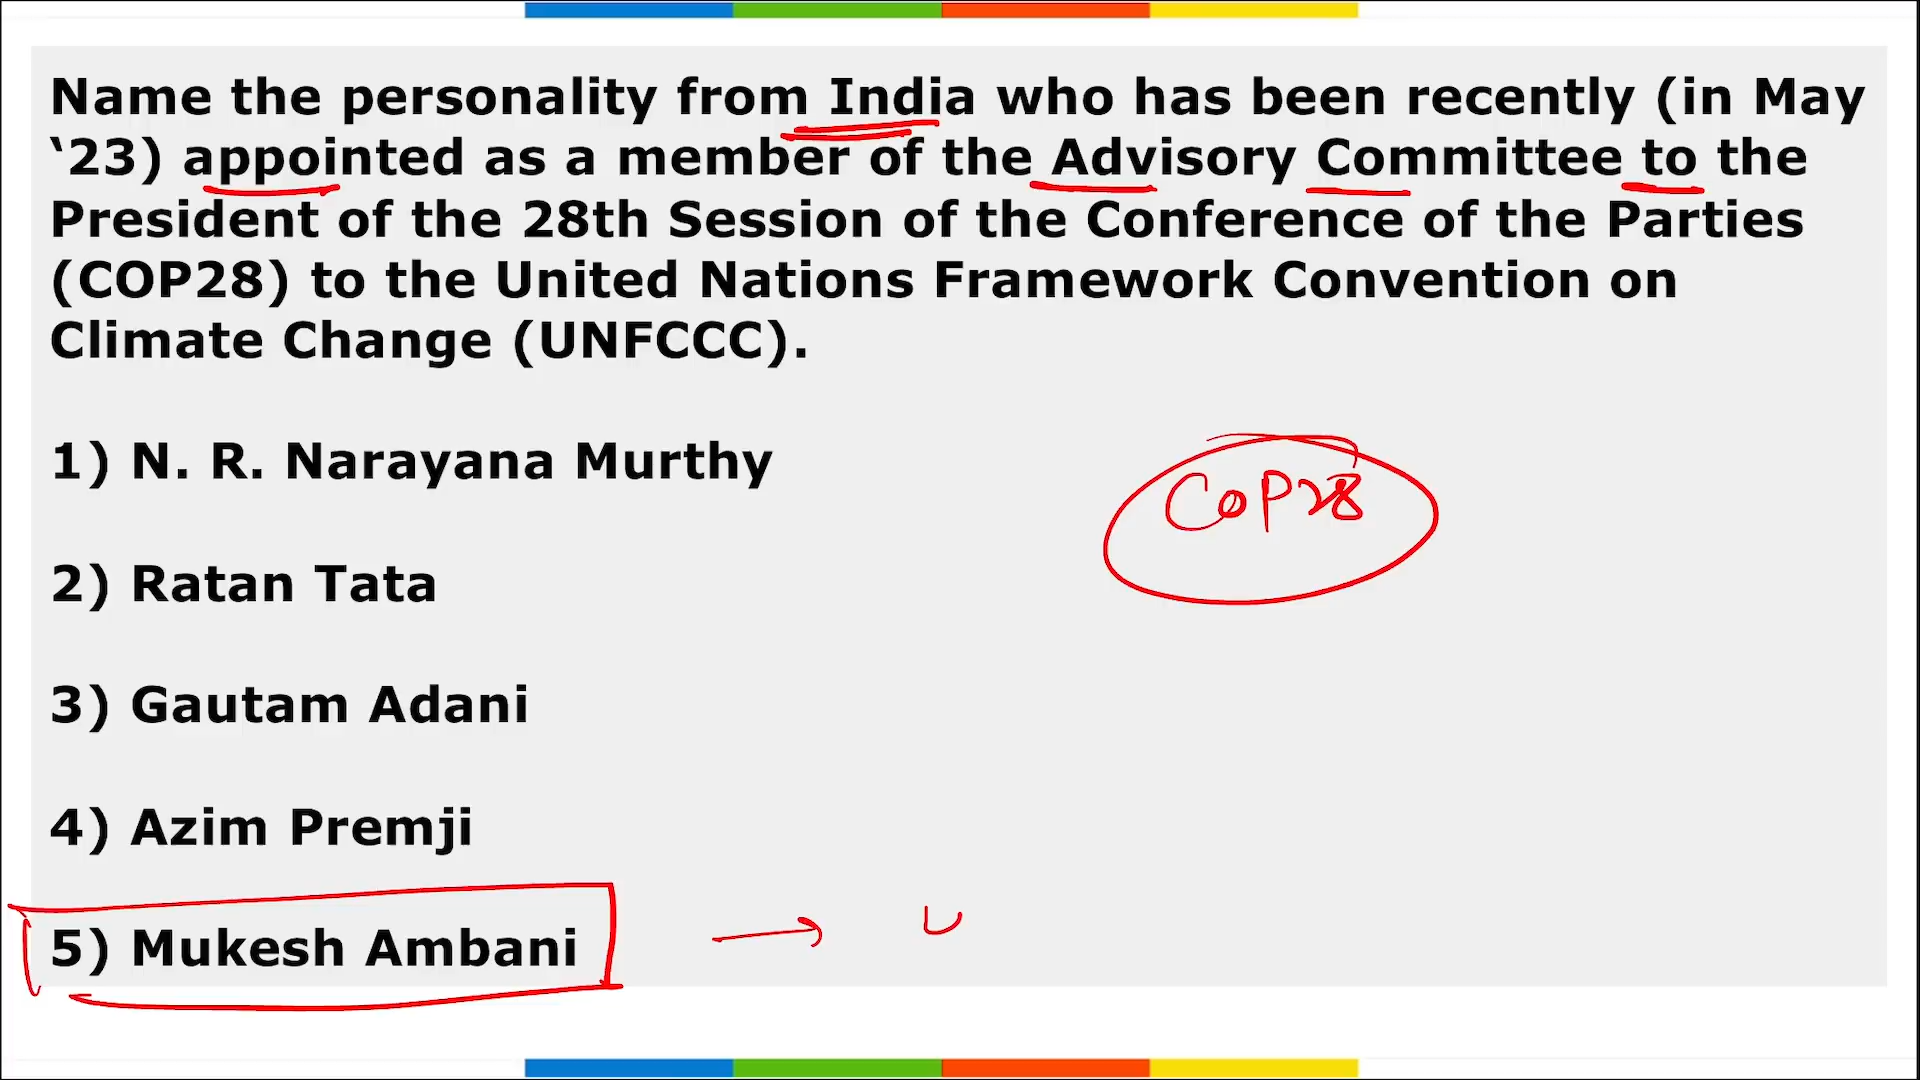 Name the personality from India who has been recently (in May
‘23) appointed as a member of the Advisory Committee to the
President of the 28th Session of the Conference of the Parties
(COP28) to the United Nations Framework Convention on
Climate Change (UNFCCC).
1) N. R. Narayana Murthy
COP28
2) Ratan Tata
3) Gautam Adani
4) Azim Premji
5) Mukesh Ambani